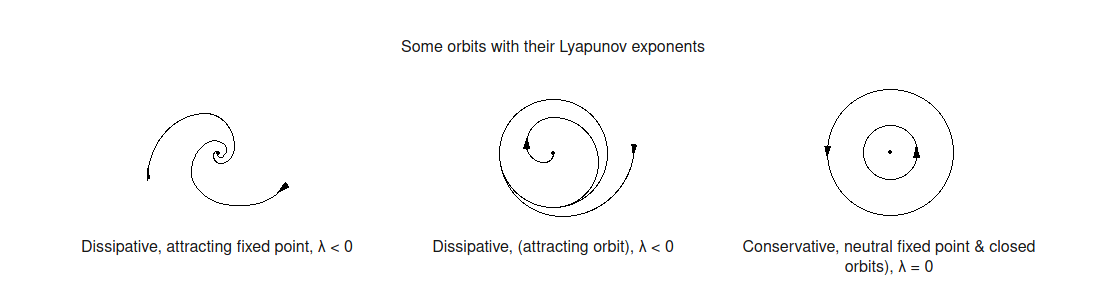 Some orbits with their Lyapunov exponents
Dissipative, attracting fixed point, λ < 0
Dissipative, (attracting orbit), λ < 0
Conservative, neutral fixed point & closed
orbits), λ = 0